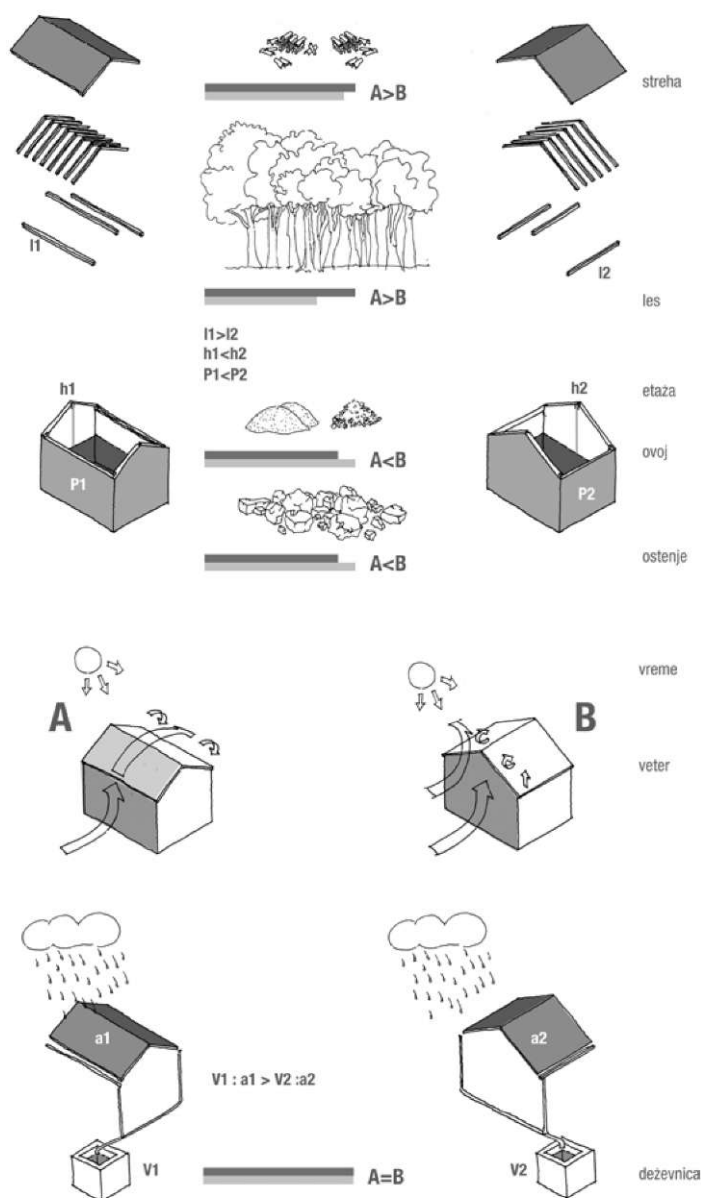 A>B
streha
l1
l2
A>B
les
l1>l2
h1<h2
P1<P2
h1
h2
etaža
P1
P2
A<B
ovoj
A<B
ostenje
vreme
A
B
veter
a1
a2
V1 : a1 > V2 :a2
V1
A=B
V2
deževnica